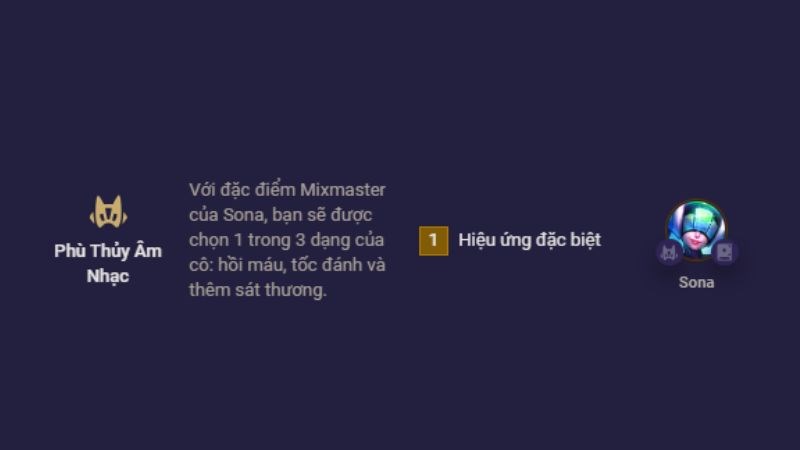 Phù Thủy Âm
Nhạc
Với đặc điểm Mixmaster
của Sona, bạn sẽ được
chọn 1 trong 3 dạng của
cô: hồi máu, tốc đánh và
thêm sát thương.
1 Hiệu ứng đặc biệt
Sona